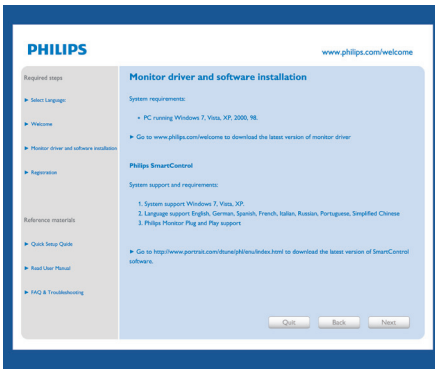 PHILIPS
www.philips.com/welcome
Required steps
► Select Language:
► Welcome
► Monitor driver and software installation
► Registration
Reference materials
► Quick Setup Guide
► Read User Manual
► FAQ & Troubleshooting
Monitor driver and software installation
System requirements:
• PC running Windows 7, Vista, XP, 2000, 98.
► Go to www.philips.com/welcome to download the latest version of monitor driver
Philips SmartControl
System support and requirements:
1. System support Windows 7, Vista, XP.
2. Language support English, German, Spanish, French, Italian, Russian, Portuguese, Simplified Chinese
3. Philips Monitor Plug and Play support
► Go to http://www.portrait.com/dtune/phl/enu/index.html to download the latest version of SmartControl
software.
Quit
Back
Next